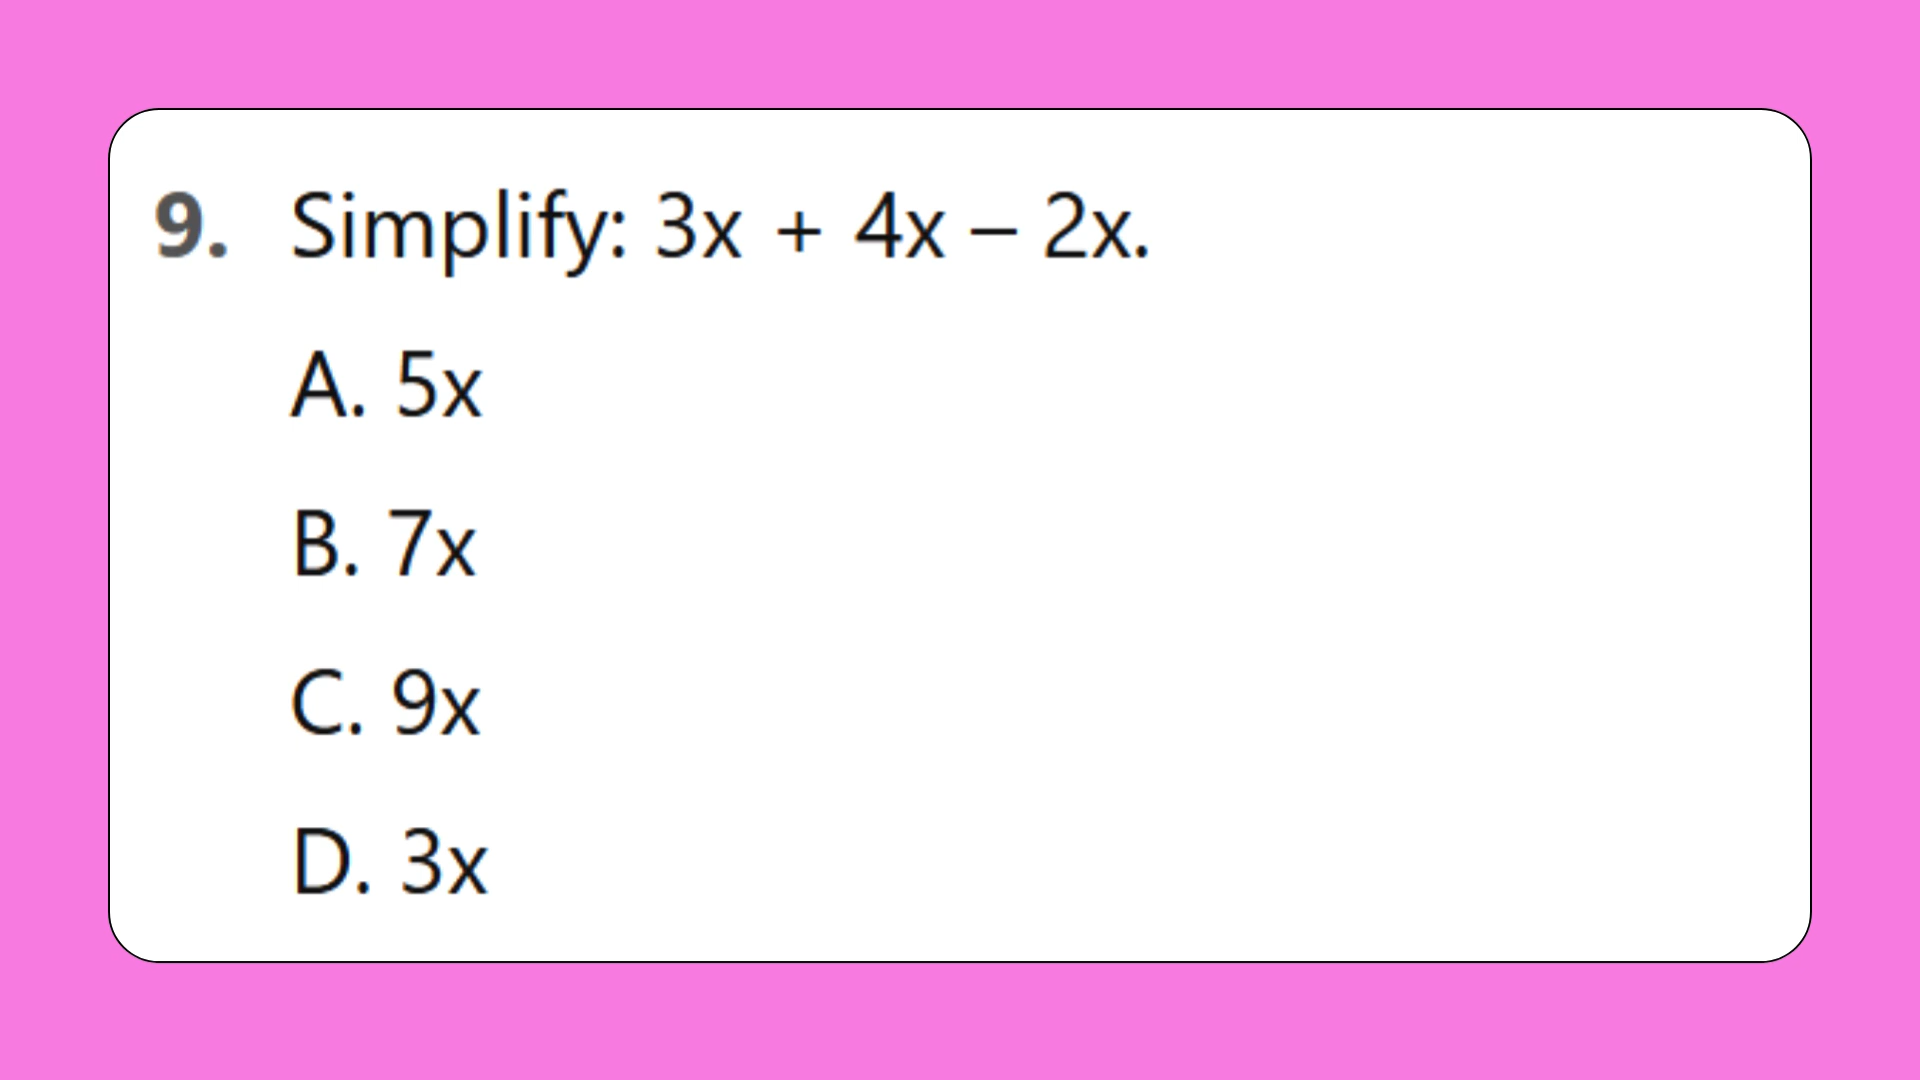 9. Simplify: 3x + 4x – 2x.
A. 5x
B. 7x
C. 9x
D. 3x